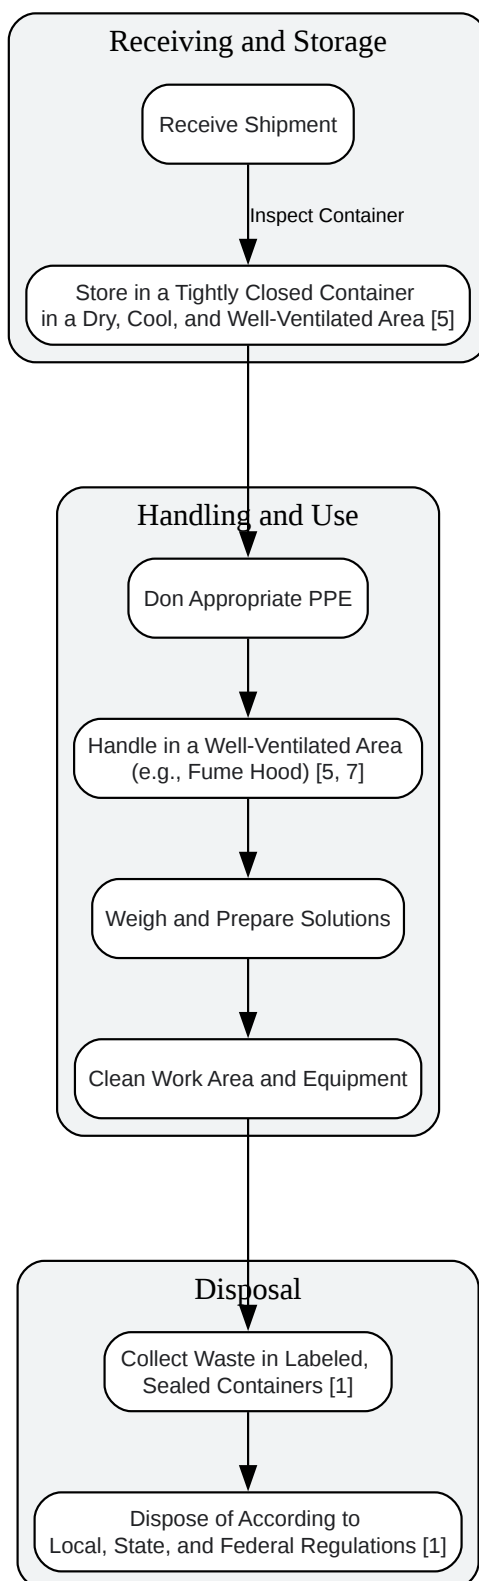 Receiving and Storage
Receive Shipment
Inspect Container
Store in a Tightly Closed Container
in a Dry, Cool, and Well-Ventilated Area [5]
Handling and Use
Don Appropriate PPE
Handle in a Well-Ventilated Area
(e.g., Fume Hood) [5, 7]
Weigh and Prepare Solutions
Clean Work Area and Equipment
Disposal
Collect Waste in Labeled,
Sealed Containers [1]
Dispose of According to
Local, State, and Federal Regulations [1]